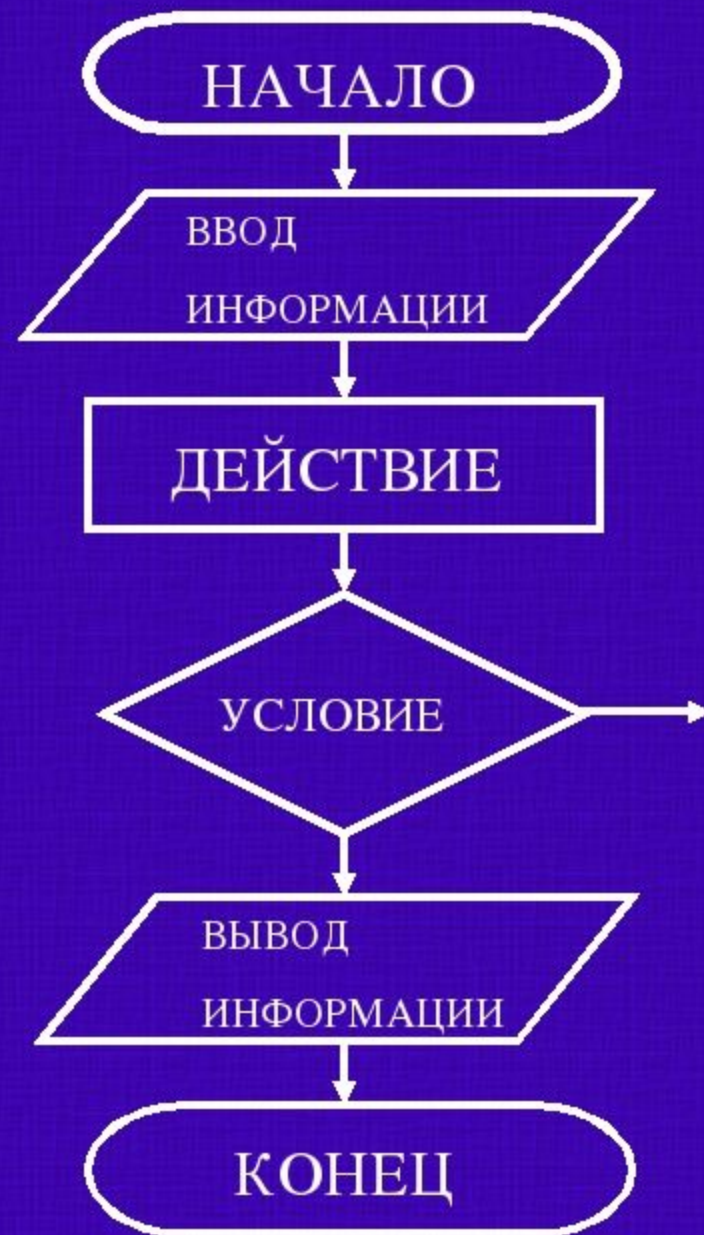 НАЧАЛО
ВВОД
ИНФОРМАЦИИ
ДЕЙСТВИЕ
УСЛОВИЕ
ВЫВОД
ИНФОРМАЦИИ
КОНЕЦ